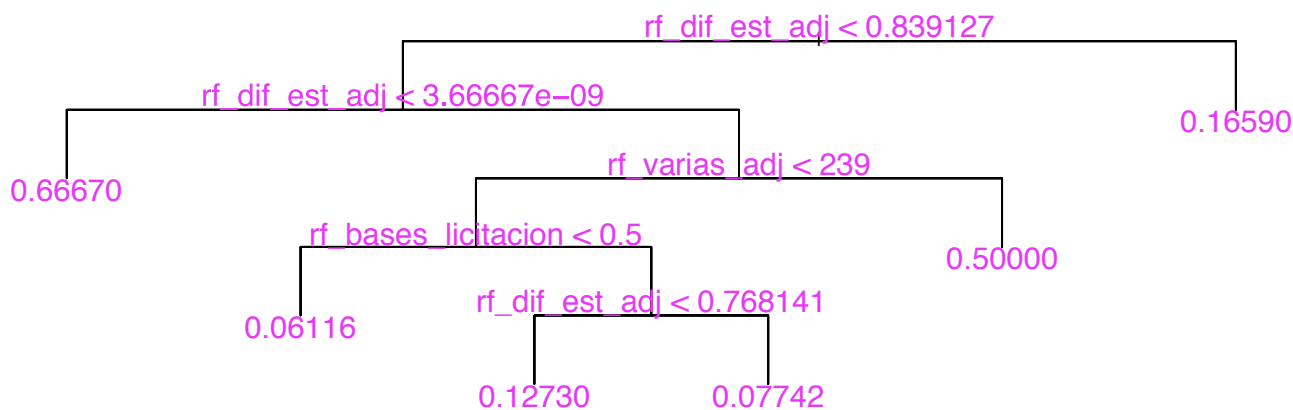 rf_dif_est_adj < 0.839127
rf_dif_est_adj < 3.66667e−09
0.16590
rf_varias_adj < 239
0.66670
rf_bases_licitacion < 0.5
0.50000
rf_dif_est_adj < 0.768141
0.06116
0.12730
0.07742